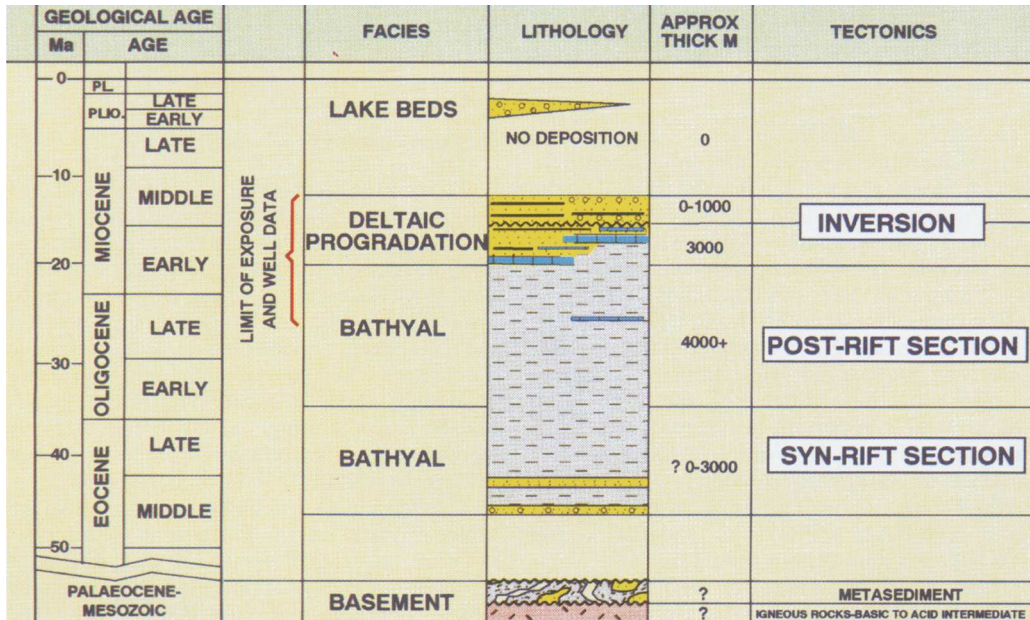 GEOLOGICAL AGE
Ma
AGE
FACIES
LITHOLOGY
APPROX
THICK M
TECTONICS
0
PL.
PLIO.
LATE
EARLY
LATE
LAKE BEDS
NO DEPOSITION
0
10
MIOCENE
MIDDLE
EARLY
LIMIT OF EXPOSURE
AND WELL DATA
DELTAIC
PROGRADATION
0-1000
3000
INVERSION
20
OLIGOCENE
LATE
EARLY
BATHYAL
4000+
POST-RIFT SECTION
30
EOCENE
LATE
MIDDLE
40
BATHYAL
? 0-3000
SYN-RIFT SECTION
50
PALAEOCENE-
MESOZOIC
BASEMENT
?
METASEDIMENT
?
IGNEOUS ROCKS-BASIC TO ACID INTERMEDIATE